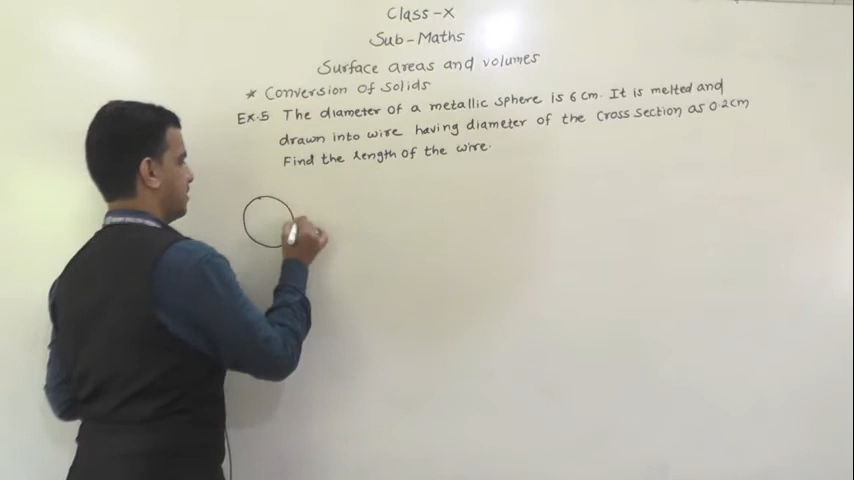 Class-X
Sub-Maths
Surface areas and volumes
* Conversion of solids
Ex.5 The diameter of a metallic sphere is 6 cm. It is melted and
drawn into wire having diameter of the cross section as 0.2cm
Find the length of the wire.